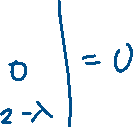 0 | = 0
2-λ |